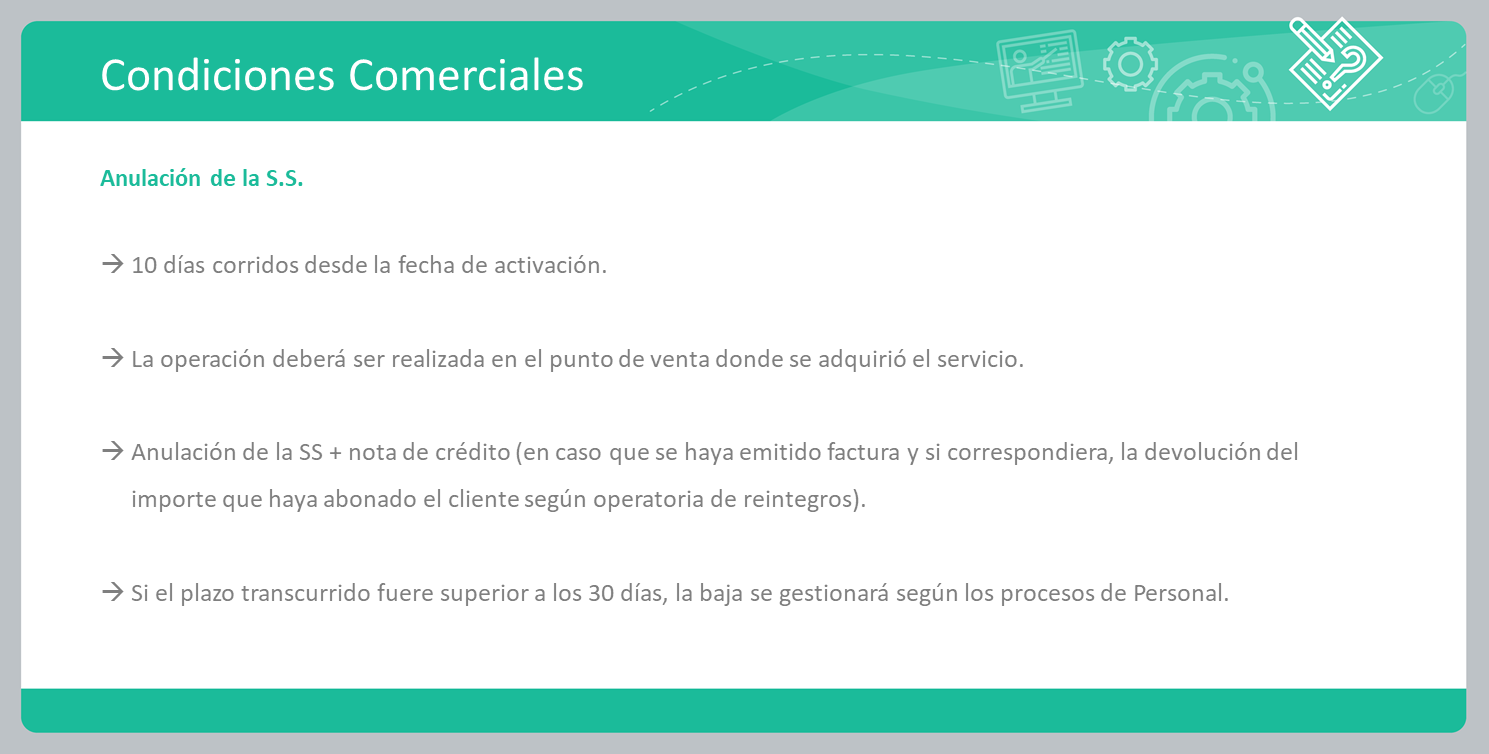 Condiciones Comerciales
Anulación de la S.S.
→ 10 días corridos desde la fecha de activación.
→ La operación deberá ser realizada en el punto de venta donde se adquirió el servicio.
→ Anulación de la SS + nota de crédito (en caso que se haya emitido factura y si correspondiera, la devolución del
importe que haya abonado el cliente según operatoria de reintegros).
→ Si el plazo transcurrido fuere superior a los 30 días, la baja se gestionará según los procesos de Personal.